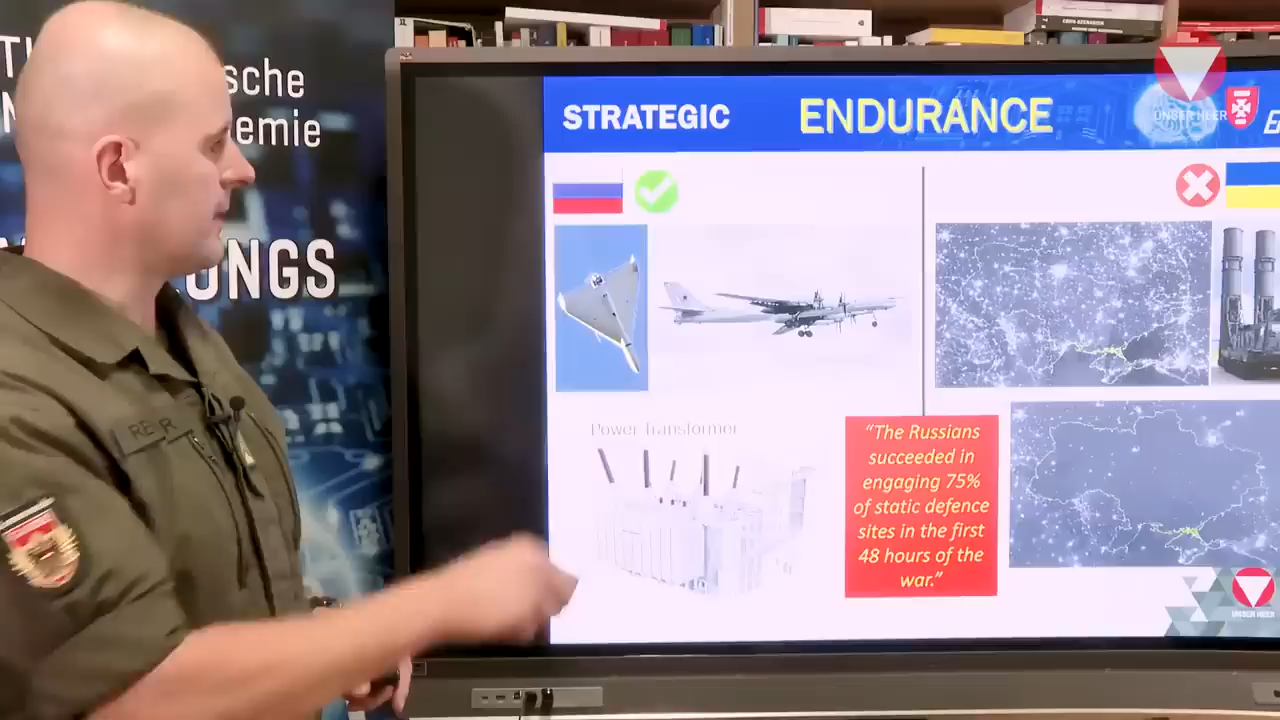 sche
emie
UNGS
STRATEGIC ENDURANCE
UNSER HEER
Power Transformer
“The Russians
succeeded in
engaging 75%
of static defence
sites in the first
48 hours of the
war.”
UNSER HEER